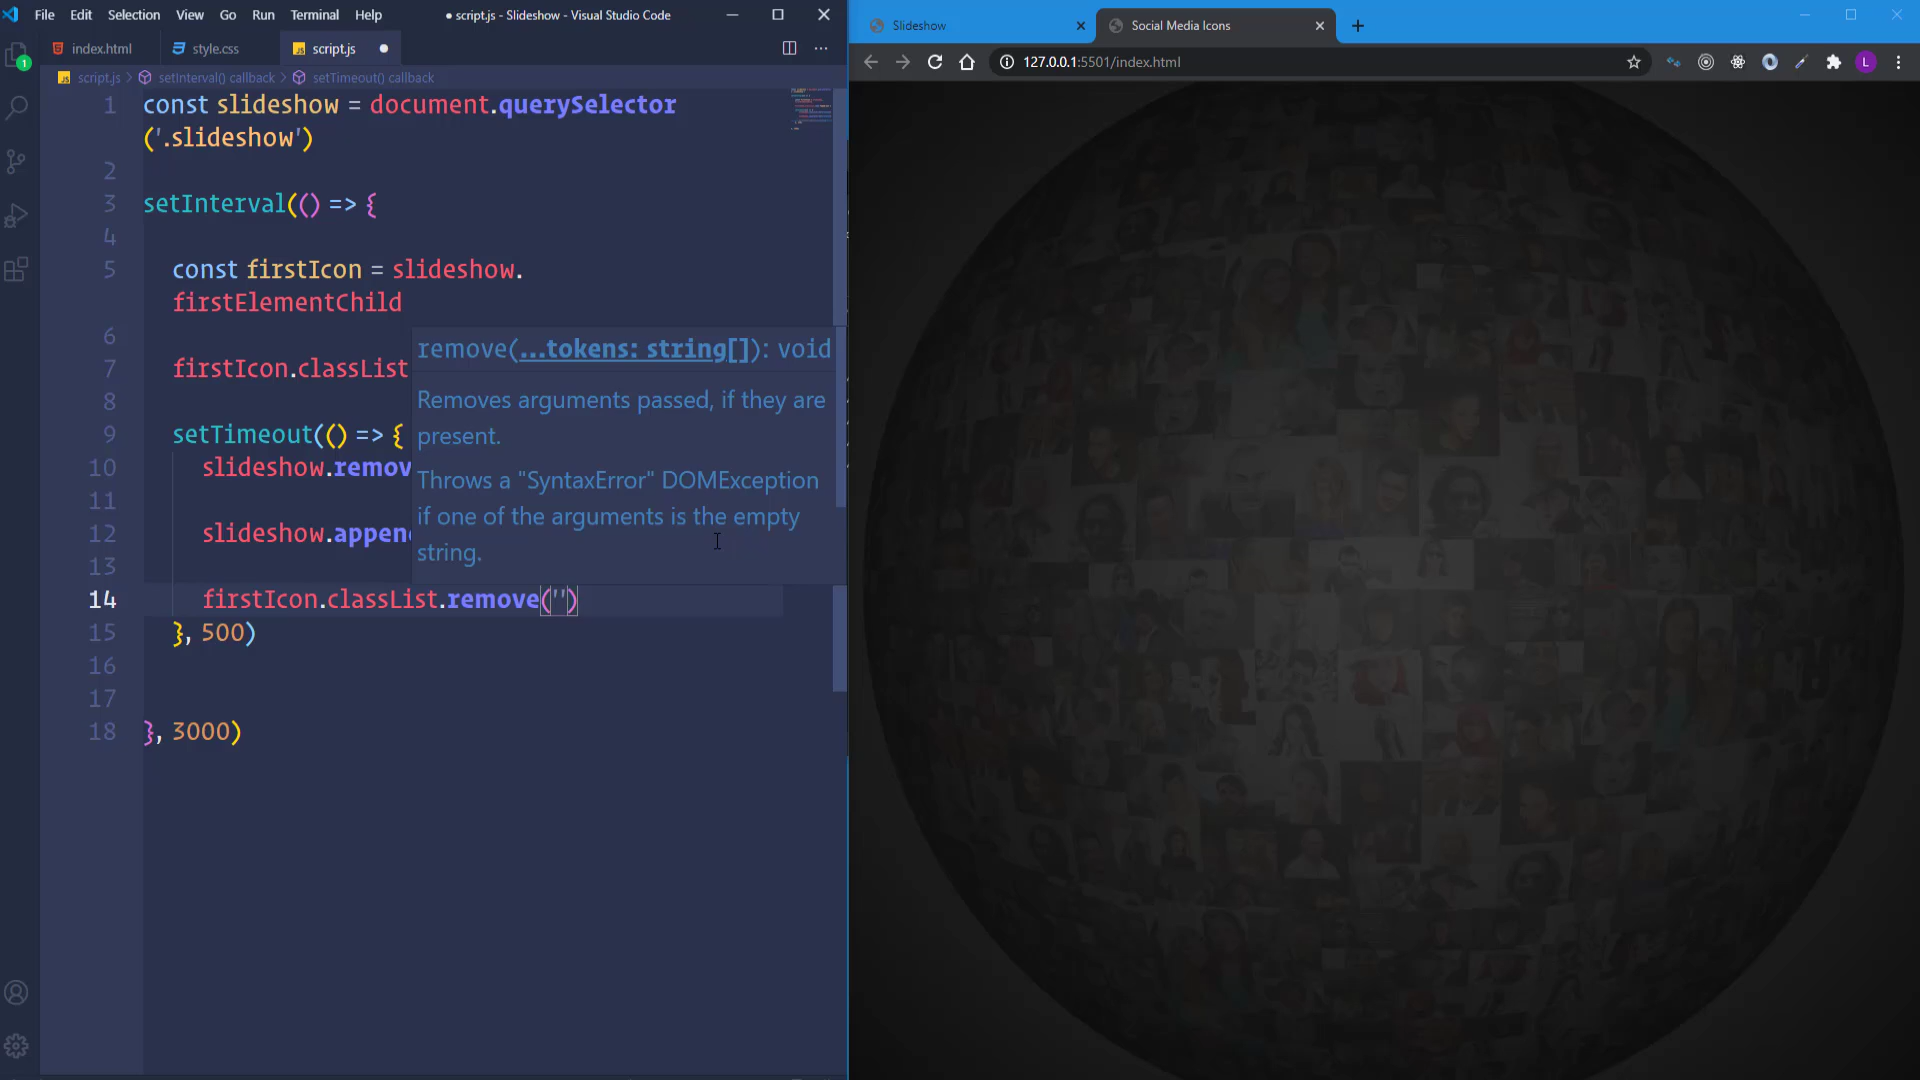 File Edit Selection View Go Run Terminal Help
● script.js - Slideshow - Visual Studio Code
index.html style.css JS script.js ●
JS script.js > setInterval() callback > setTimeout() callback
1 const slideshow = document.querySelector
('.slideshow')
2
3 setInterval(() => {
4
5 const firstIcon = slideshow.
firstElementChild
6
7 firstIcon.classList
8
9 setTimeout(() => {
10 slideshow.remov
11
12 slideshow.appen
13
14 firstIcon.classList.remove('')
15 }, 500)
16
17
18 }, 3000)
remove(...tokens: string[]): void
Removes arguments passed, if they are
present.
Throws a "SyntaxError" DOMException
if one of the arguments is the empty
string.
1
Slideshow
Social Media Icons
127.0.0.1:5501/index.html
L